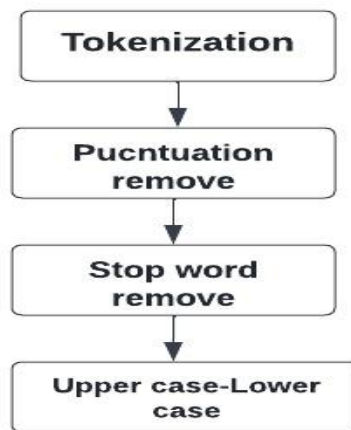 Tokenization
Pucntuation
remove
Stop word
remove
Upper case-Lower
case